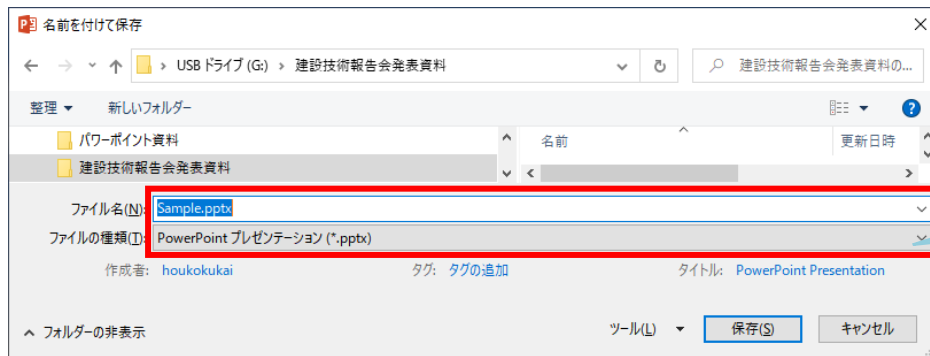 名前を付けて保存
USB ドライブ (G:) › 建設技術報告会発表資料
建設技術報告会発表資料の...
整理 新しいフォルダー
パワーポイント資料
建設技術報告会発表資料
名前 更新日時
ファイル名(N): Sample.pptx
ファイルの種類(T): PowerPoint プレゼンテーション (*.pptx)
作成者: houkokukai タグ: タグの追加 タイトル: PowerPoint Presentation
フォルダーの非表示 ツール(L) 保存(S) キャンセル